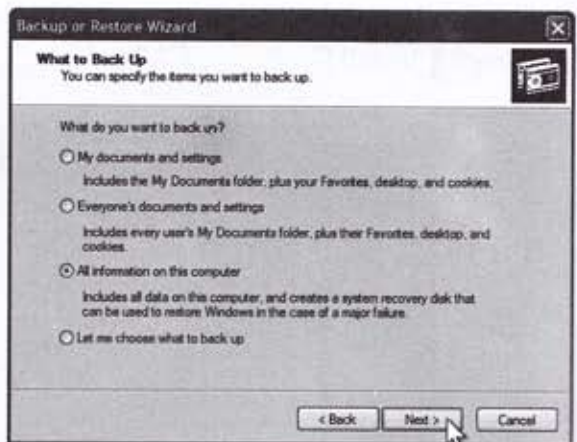 Backup or Restore Wizard
What to Back Up
You can specify the items you want to back up.
What do you want to back up?
My documents and settings
Includes the My Documents folder, plus your Favorites, desktop, and cookies.
Everyone's documents and settings
Includes every user's My Documents folder, plus their Favorites, desktop, and
cookies.
All information on this computer
Includes all data on this computer, and creates a system recovery disk that
can be used to restore Windows in the case of a major failure.
Let me choose what to back up
< Back
Next >
Cancel